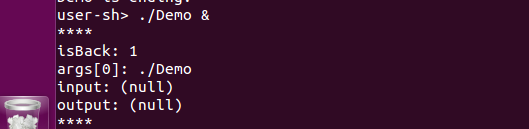 Demo is ending.
user-sh> ./Demo &
****
isBack: 1
args[0]: ./Demo
input: (null)
output: (null)
****